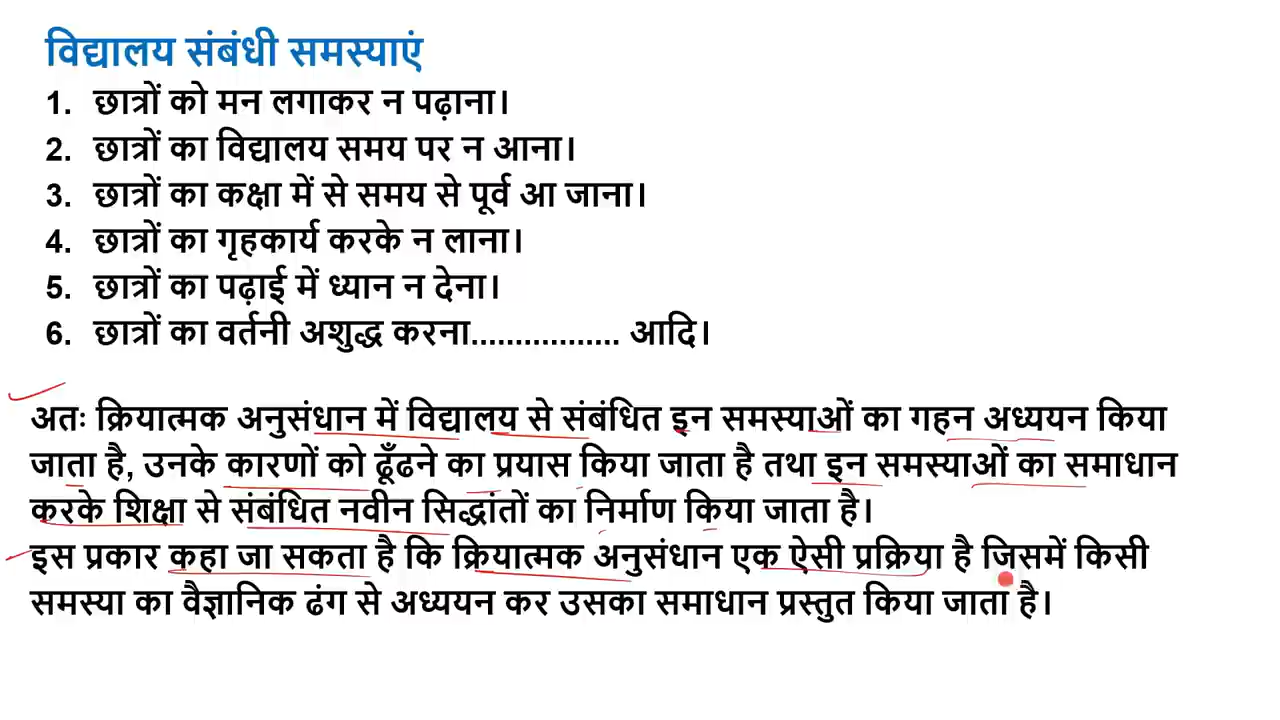 विद्यालय संबंधी समस्याएं
1. छात्रों को मन लगाकर न पढ़ाना।
2. छात्रों का विद्यालय समय पर न आना।
3. छात्रों का कक्षा में से समय से पूर्व आ जाना।
4. छात्रों का गृहकार्य करके न लाना।
5. छात्रों का पढ़ाई में ध्यान न देना।
6. छात्रों का वर्तनी अशुद्ध करना................. आदि।
अतः क्रियात्मक अनुसंधान में विद्यालय से संबंधित इन समस्याओं का गहन अध्ययन किया
जाता है, उनके कारणों को ढूँढने का प्रयास किया जाता है तथा इन समस्याओं का समाधान
करके शिक्षा से संबंधित नवीन सिद्धांतों का निर्माण किया जाता है।
इस प्रकार कहा जा सकता है कि क्रियात्मक अनुसंधान एक ऐसी प्रक्रिया है जिसमें किसी
समस्या का वैज्ञानिक ढंग से अध्ययन कर उसका समाधान प्रस्तुत किया जाता है।